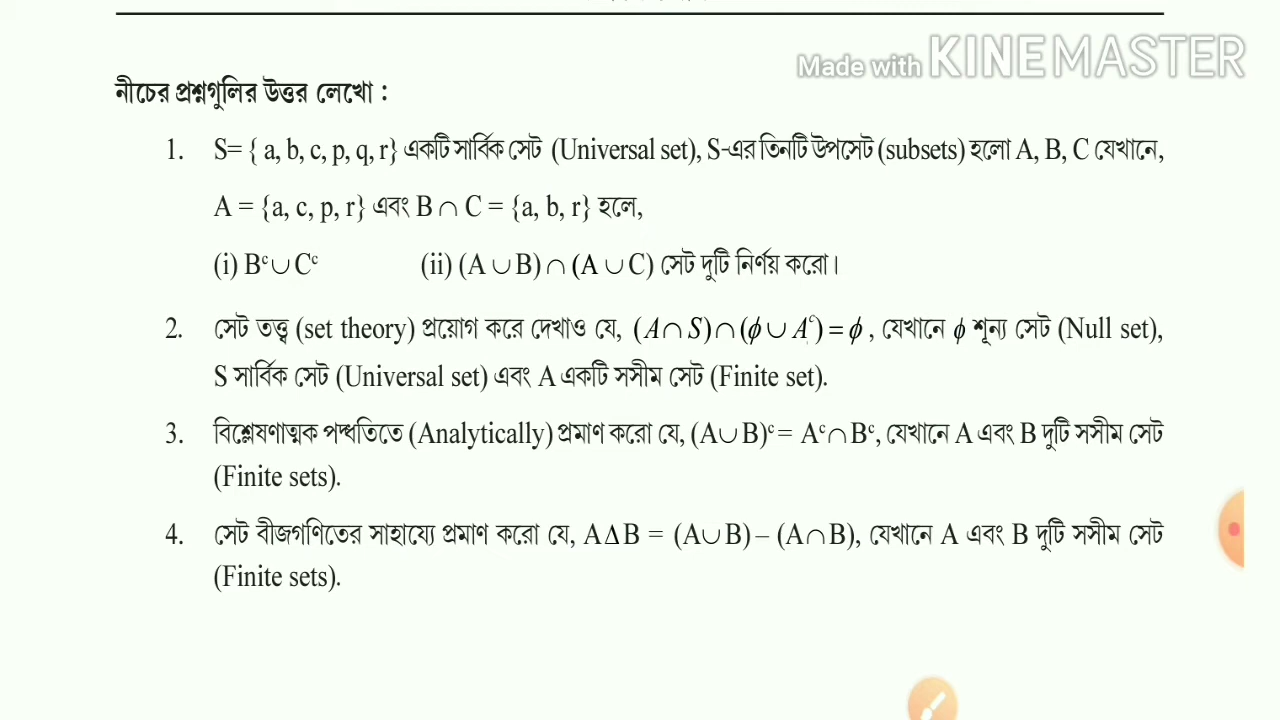 Made with KINEMASTER
নীচের প্রশ্নগুলির উত্তর লেখো :
1. S= { a, b, c, p, q, r} একটি সার্বিক সেট (Universal set), S-এর তিনটি উপসেট (subsets) হলো A, B, C যেখানে,
A = {a, c, p, r} এবং B ∩ C = {a, b, r} হলে,
(i) Bᶜ∪Cᶜ (ii) (A ∪ B) ∩ (A ∪ C) সেট দুটি নির্ণয় করো।
2. সেট তত্ত্ব (set theory) প্রয়োগ করে দেখাও যে, (A∩S)∩(ϕ∪Aᶜ)=ϕ, যেখানে ϕ শূন্য সেট (Null set),
S সার্বিক সেট (Universal set) এবং A একটি সসীম সেট (Finite set).
3. বিশ্লেষণাত্মক পদ্ধতিতে (Analytically) প্রমাণ করো যে, (A∪B)ᶜ= Aᶜ∩Bᶜ, যেখানে A এবং B দুটি সসীম সেট
(Finite sets).
4. সেট বীজগণিতের সাহায্যে প্রমাণ করো যে, AΔB = (A∪B) – (A∩B), যেখানে A এবং B দুটি সসীম সেট
(Finite sets).